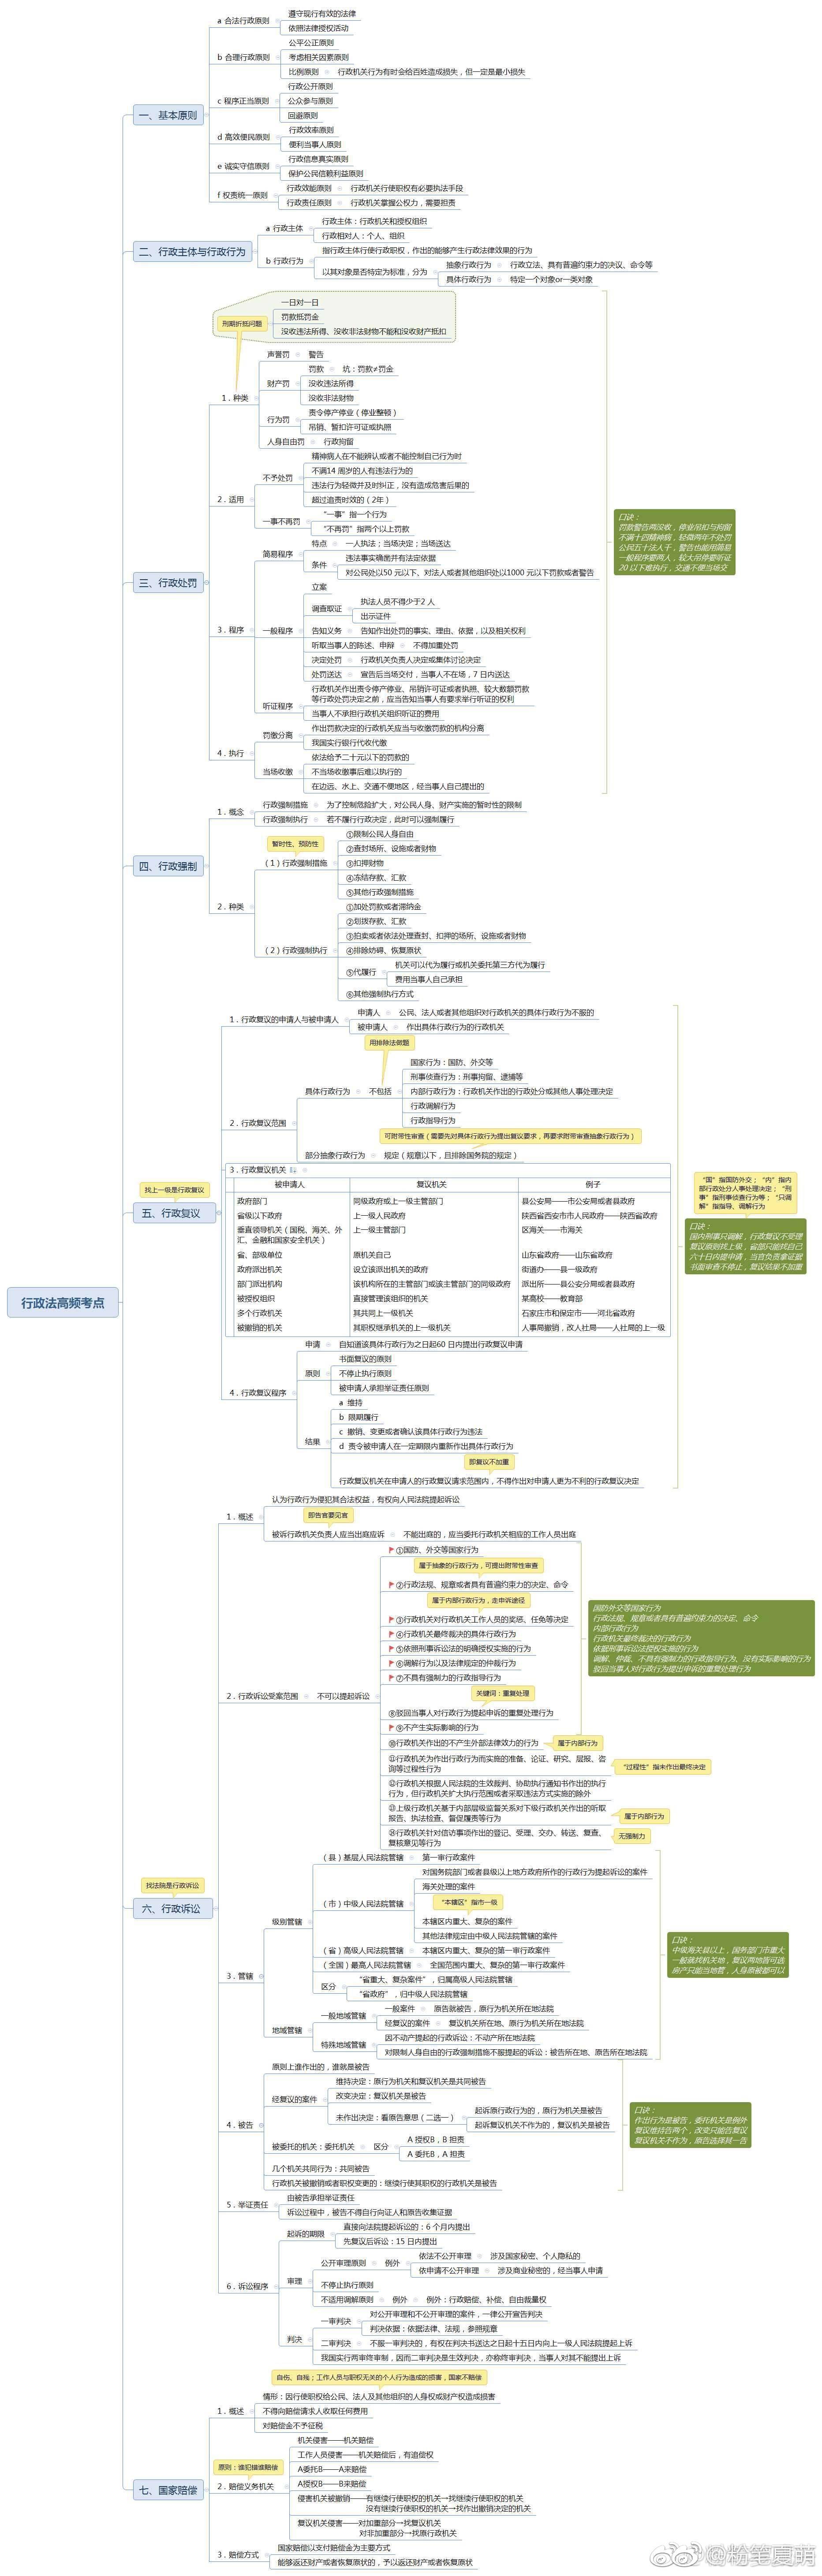 行政法高频考点
一、基本原则
a 合法行政原则
遵守现行有效的法律
依照法律授权活动
b 合理行政原则
公平公正原则
考虑相关因素原则
比例原则
行政机关行为有时会给百姓造成损失，但一定是最小损失
c 程序正当原则
行政公开原则
公众参与原则
回避原则
d 高效便民原则
行政效率原则
便利当事人原则
e 诚实守信原则
行政信息真实原则
保护公民信赖利益原则
f 权责统一原则
行政效能原则
行政机关行使职权有必要执法手段
行政责任原则
行政机关掌握公权力，需要担责
二、行政主体与行政行为
a 行政主体
行政主体：行政机关和授权组织
行政相对人：个人、组织
b 行政行为
指行政主体行使行政职权，作出的能够产生行政法律效果的行为
以其对象是否特定为标准，分为
抽象行政行为
行政立法、具有普遍约束力的决议、命令等
具体行政行为
特定一个对象or一类对象
三、行政处罚
刑期折抵问题
一日对一日
罚款抵罚金
没收违法所得、没收非法财物不能和没收财产抵扣
1．种类
声誉罚
警告
财产罚
罚款
坑：罚款≠罚金
没收违法所得
没收非法财物
行为罚
责令停产停业（停业整顿）
吊销、暂扣许可证或执照
人身自由罚
行政拘留
2．适用
不予处罚
精神病人在不能辨认或者不能控制自己行为时
不满14 周岁的人有违法行为的
违法行为轻微并及时纠正，没有造成危害后果的
超过追责时效的（2年）
一事不再罚
“一事”指一个行为
“不再罚”指两个以上罚款
3．程序
简易程序
特点
一人执法；当场决定；当场送达
条件
违法事实确凿并有法定依据
对公民处以50 元以下、对法人或者其他组织处以1000 元以下罚款或者警告
一般程序
立案
调查取证
执法人员不得少于2 人
出示证件
告知义务
告知作出处罚的事实、理由、依据，以及相关权利
听取当事人的陈述、申辩
不得加重处罚
决定处罚
行政机关负责人决定或集体讨论决定
处罚送达
宣告后当场交付，当事人不在场，7 日内送达
听证程序
行政机关作出责令停产停业、吊销许可证或者执照、较大数额罚款
等行政处罚决定之前，应当告知当事人有要求举行听证的权利
当事人不承担行政机关组织听证的费用
4．执行
罚缴分离
作出罚款决定的行政机关应当与收缴罚款的机构分离
我国实行银行代收代缴
当场收缴
依法给予二十元以下的罚款的
不当场收缴事后难以执行的
在边远、水上、交通不便地区，经当事人自己提出的
口诀：
罚款警告两没收，停业吊扣与拘留
不满十四精神病，轻微两年不处罚
公民五十法人千，警告也能用简易
一般程序要两人，较大吊停要听证
20 以下难执行，交通不便当场交
四、行政强制
1．概念
行政强制措施
为了控制危险扩大，对公民人身、财产实施的暂时性的限制
行政强制执行
若不履行行政决定，此时可以强制履行
2．种类
暂时性、预防性
（1）行政强制措施
①限制公民人身自由
②查封场所、设施或者财物
③扣押财物
④冻结存款、汇款
⑤其他行政强制措施
（2）行政强制执行
①加处罚款或者滞纳金
②划拨存款、汇款
③拍卖或者依法处理查封、扣押的场所、设施或者财物
④排除妨碍、恢复原状
⑤代履行
机关可以代为履行或机关委托第三方代为履行
费用当事人自己承担
⑥其他强制执行方式
找上一级是行政复议
五、行政复议
1．行政复议的申请人与被申请人
申请人
公民、法人或者其他组织对行政机关的具体行政行为不服的
被申请人
作出具体行政行为的行政机关
2．行政复议范围
用排除法做题
具体行政行为
不包括
国家行为：国防、外交等
刑事侦查行为：刑事拘留、逮捕等
内部行政行为：行政机关作出的行政处分或其他人事处理决定
行政调解行为
行政指导行为
可附带性审查（需要先对具体行政行为提出复议要求，再要求附带审查抽象行政行为）
部分抽象行政行为
规定（规章以下，且排除国务院的规定）
3．行政复议机关
被申请人 复议机关 例子
政府部门 同级政府或上一级主管部门 县公安局——市公安局或者县政府
省级以下政府 上一级人民政府 陕西省西安市市人民政府——陕西省政府
垂直领导机关（国税、海关、外汇、金融和国家安全机关） 上一级主管部门 区海关——市海关
省、部级单位 原机关自己 山东省政府——山东省政府
政府派出机关 设立该派出机关的政府 街道办——县一级政府
部门派出机构 该机构所在的主管部门或该主管部门的同级政府 派出所——县公安分局或者县政府
被授权组织 直接管理该组织的机关 某高校——教育部
多个行政机关 其共同上一级机关 石家庄市和保定市——河北省政府
被撤销的机关 其职权继承机关的上一级机关 人事局撤销，改人社局——人社局的上一级
4．行政复议程序
申请
自知道该具体行政行为之日起60 日内提出行政复议申请
原则
书面复议的原则
不停止执行原则
被申请人承担举证责任原则
结果
a 维持
b 限期履行
c 撤销、变更或者确认该具体行政行为违法
d 责令被申请人在一定期限内重新作出具体行政行为
即复议不加重
行政复议机关在申请人的行政复议请求范围内，不得作出对申请人更为不利的行政复议决定
“国”指国防外交；“内”指内
部行政处分人事处理决定；“刑
事”指刑事侦查行为等；“只调
解”指指导、调解行为
口诀：
国内刑事只调解，行政复议不受理
复议原则找上级，省部只能找自己
六十日内提申请，当官负责拿证据
书面审查不停止，复议结果不加重
找法院是行政诉讼
六、行政诉讼
1．概述
认为行政行为侵犯其合法权益，有权向人民法院提起诉讼
即告官要见官
被诉行政机关负责人应当出庭应诉
不能出庭的，应当委托行政机关相应的工作人员出庭
2．行政诉讼受案范围
不可以提起诉讼
①国防、外交等国家行为
属于抽象的行政行为，可提出附带性审查
②行政法规、规章或者具有普遍约束力的决定、命令
属于内部行政行为，走申诉途径
③行政机关对行政机关工作人员的奖惩、任免等决定
④行政机关最终裁决的具体行政行为
⑤依照刑事诉讼法的明确授权实施的行为
⑥调解行为以及法律规定的仲裁行为
⑦不具有强制力的行政指导行为
关键词：重复处理
⑧驳回当事人对行政行为提起申诉的重复处理行为
⑨不产生实际影响的行为
⑩行政机关作出的不产生外部法律效力的行为
属于内部行为
⑪行政机关为作出行政行为而实施的准备、论证、研究、层报、咨
询等过程性行为
“过程性”指未作出最终决定
⑫行政机关根据人民法院的生效裁判、协助执行通知书作出的执行
行为，但行政机关扩大执行范围或者采取违法方式实施的除外
⑬上级行政机关基于内部层级监督关系对下级行政机关作出的听取
报告、执法检查、督促履责等行为
属于内部行为
⑭行政机关针对信访事项作出的登记、受理、交办、转送、复查、
复核意见等行为
无强制力
国防外交等国家行为
行政法规、规章或者具有普遍约束力的决定、命令
内部行政行为
行政机关最终裁决的行政行为
依据刑事诉讼法授权实施的行为
调解、仲裁、不具有强制力的行政指导行为、没有实际影响的行为
驳回当事人对行政行为提出申诉的重复处理行为
3．管辖
级别管辖
（县）基层人民法院管辖
第一审行政案件
（市）中级人民法院管辖
对国务院部门或者县级以上地方政府所作的行政行为提起诉讼的案件
海关处理的案件
“本辖区”指市一级
本辖区内重大、复杂的案件
其他法律规定由中级人民法院管辖的案件
（省）高级人民法院管辖
本辖区内重大、复杂的第一审行政案件
（全国）最高人民法院管辖
全国范围内重大、复杂的第一审行政案件
区分
“省重大、复杂案件”，归属高级人民法院管辖
“省政府”，归中级人民法院管辖
地域管辖
一般地域管辖
一般案件
原告就被告，原行为机关所在地法院
经复议的案件
复议机关所在地、原行为机关所在地法院
特殊地域管辖
因不动产提起的行政诉讼：不动产所在地法院
对限制人身自由的行政强制措施不服提起的诉讼：被告所在地、原告所在地法院
口诀：
中级海关县以上，国务部门市重大
一般就找机关地，复议两地皆可选
房产只能当地管，人身原被都可以
4．被告
原则上谁作出的，谁就是被告
经复议的案件
维持决定：原行为机关和复议机关是共同被告
改变决定：复议机关是被告
未作出决定：看原告意思（二选一）
起诉原行政行为的，原行为机关是被告
起诉复议机关不作为的，复议机关是被告
被委托的机关：委托机关
区分
A 授权B，B 担责
A 委托B，A 担责
几个机关共同行为：共同被告
行政机关被撤销或者职权变更的：继续行使其职权的行政机关是被告
口诀：
作出行为是被告，委托机关是例外
复议维持告两个，改变只能告复议
复议机关不作为，原告选择其一告
5．举证责任
由被告承担举证责任
诉讼过程中，被告不得自行向证人和原告收集证据
6．诉讼程序
起诉的期限
直接向法院提起诉讼的：6 个月内提出
先复议后诉讼：15 日内提出
审理
公开审理原则
例外
依法不公开审理
涉及国家秘密、个人隐私的
依申请不公开审理
涉及商业秘密的，经当事人申请
不停止执行原则
不适用调解原则
例外
例外：行政赔偿、补偿、自由裁量权
判决
一审判决
对公开审理和不公开审理的案件，一律公开宣告判决
判决依据：依据法律、法规，参照规章
二审判决
不服一审判决的，有权在判决书送达之日起十五日内向上一级人民法院提起上诉
我国实行两审终审制，因而二审判决是生效判决，亦称终审判决，当事人对其不能提出上诉
七、国家赔偿
自伤、自残；工作人员与职权无关的个人行为造成的损害，国家不赔偿
1．概述
情形：因行使职权给公民、法人及其他组织的人身权或财产权造成损害
不得向赔偿请求人收取任何费用
对赔偿金不予征税
原则：谁犯错谁赔偿
2．赔偿义务机关
机关侵害——机关赔偿
工作人员侵害——机关赔偿后，有追偿权
A委托B——A来赔偿
A授权B——B来赔偿
侵害机关被撤销——有继续行使职权的机关→找继续行使职权的机关
没有继续行使职权的机关→找作出撤销决定的机关
复议机关侵害——对加重部分→找复议机关
对非加重部分→找原行政机关
3．赔偿方式
国家赔偿以支付赔偿金为主要方式
能够返还财产或者恢复原状的，予以返还财产或者恢复原状
@粉笔夏萌